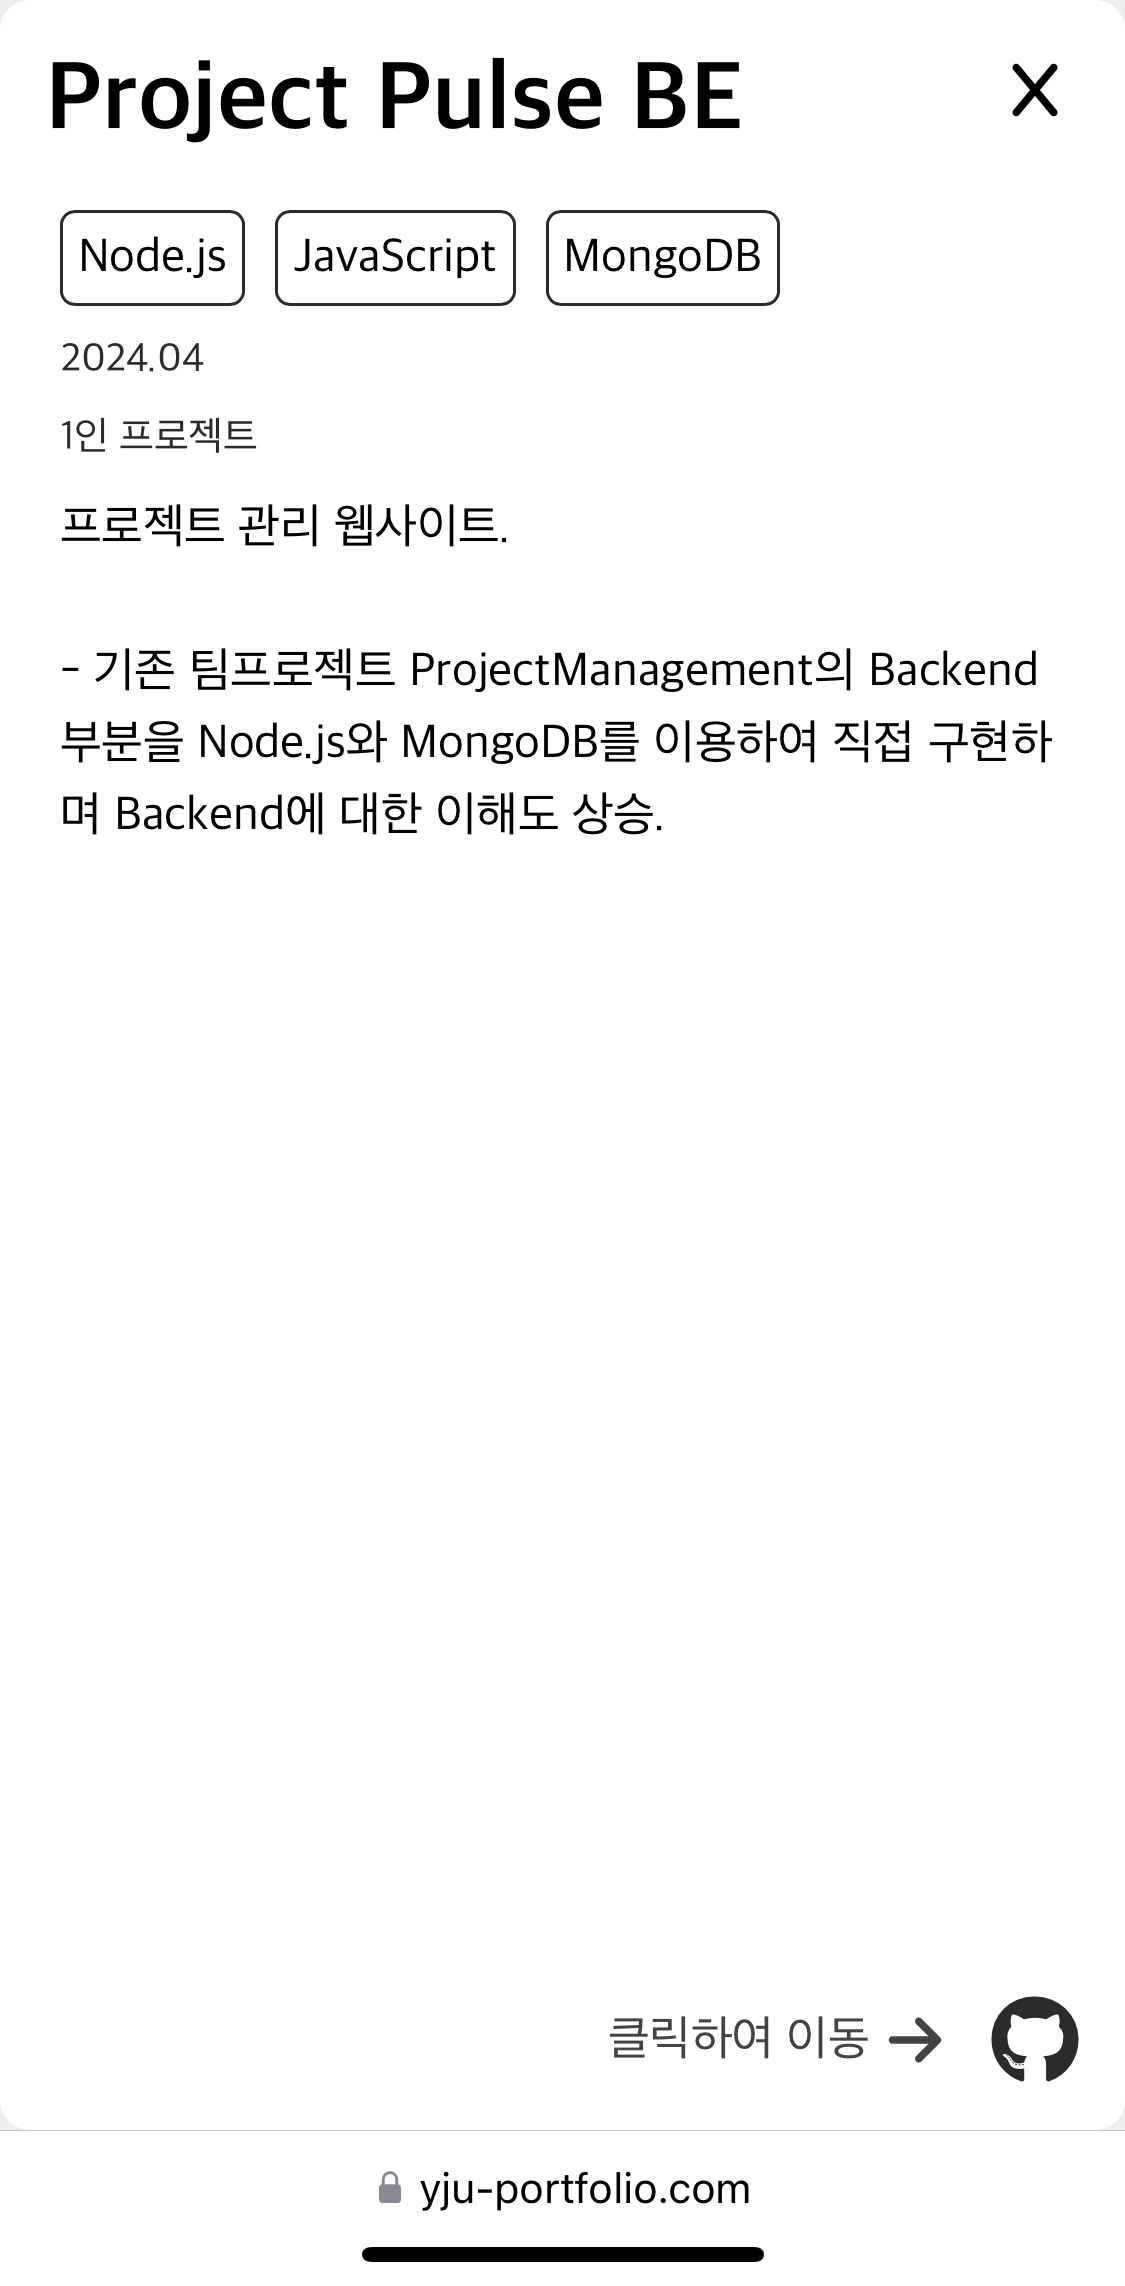 Project Pulse BE
Node.js JavaScript MongoDB
2024.04
1인 프로젝트
프로젝트 관리 웹사이트.
- 기존 팀프로젝트 ProjectManagement의 Backend
부분을 Node.js와 MongoDB를 이용하여 직접 구현하
며 Backend에 대한 이해도 상승.
클릭하여 이동 →
yju-portfolio.com